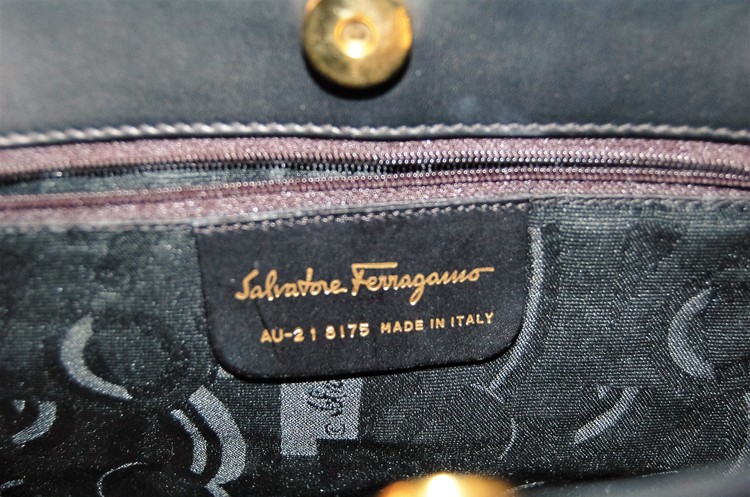 Salvatore Ferragamo
AU-21 8175 MADE IN ITALY